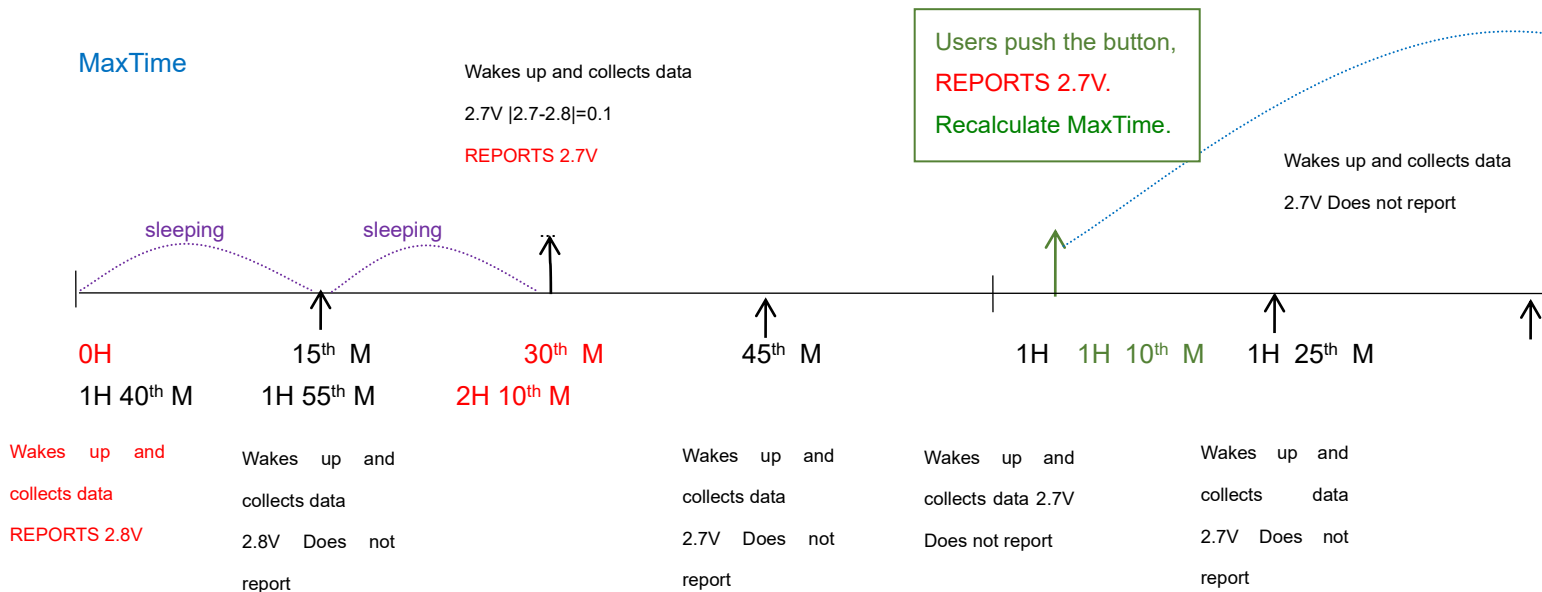 MaxTime
Wakes up and collects data
2.7V |2.7-2.8|=0.1
REPORTS 2.7V
Users push the button,
REPORTS 2.7V.
Recalculate MaxTime.
Wakes up and collects data
2.7V Does not report
sleeping
sleeping
...
0H
15th M
30th M
45th M
1H
1H 10th M
1H 25th M
1H 40th M
1H 55th M
2H 10th M
Wakes up and
collects data
REPORTS 2.8V
Wakes up and
collects data
2.8V Does not
report
Wakes up and
collects data
2.7V Does not
report
Wakes up and
collects data 2.7V
Does not report
Wakes up and
collects data
2.7V Does not
report